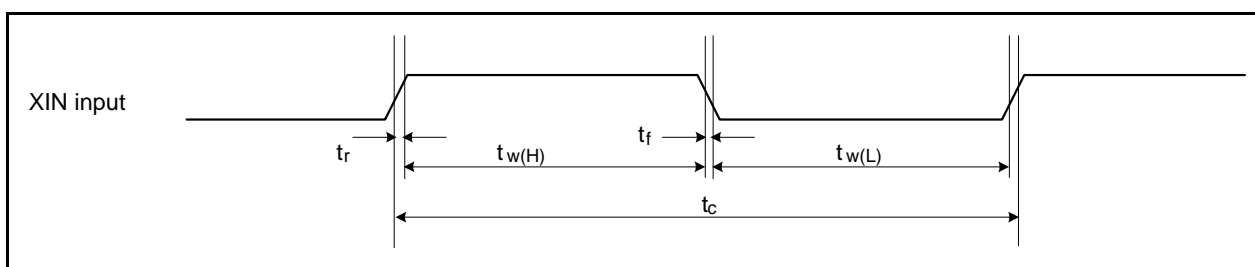 XIN input
tr
tw(H)
tf
tw(L)
tc